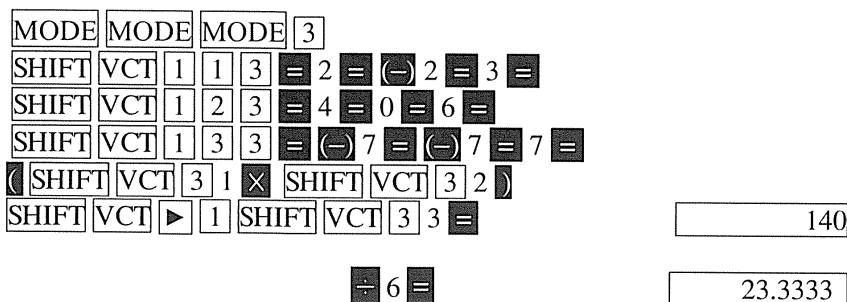 MODE MODE MODE 3
SHIFT VCT 1 1 3 = 2 = (−) 2 = 3 =
SHIFT VCT 1 2 3 = 4 = 0 = 6 =
SHIFT VCT 1 3 3 = (−) 7 = (−) 7 = 7 =
( SHIFT VCT 3 1 × SHIFT VCT 3 2 )
SHIFT VCT ► 1 SHIFT VCT 3 3 = 140
÷ 6 = 23.3333